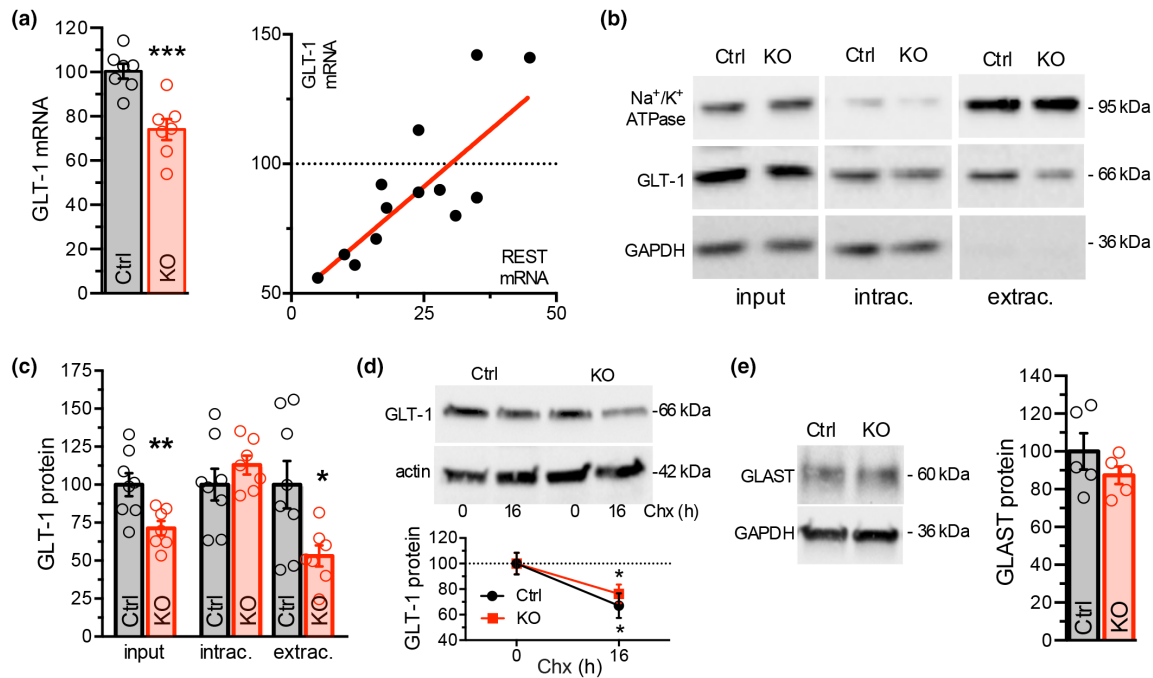 (a)
120
100
80
60
40
20
0
GLT-1 mRNA
***
Ctrl
KO
150
100
50
GLT-1
mRNA
REST
mRNA
0
25
50
(b)
Ctrl KO
Ctrl KO
Ctrl KO
Na+/K+
ATPase
- 95 kDa
GLT-1
- 66 kDa
GAPDH
- 36 kDa
input
intrac.
extrac.
(c)
175
150
125
100
75
50
25
0
GLT-1 protein
**
*
Ctrl
KO
Ctrl
KO
Ctrl
KO
input
intrac.
extrac.
(d)
Ctrl
KO
GLT-1
-66 kDa
actin
-42 kDa
0 16 0 16 Chx (h)
100
80
60
40
GLT-1 protein
*
Ctrl
KO
*
0
16
Chx (h)
(e)
Ctrl KO
GLAST
- 60 kDa
GAPDH
- 36 kDa
140
120
100
80
60
40
20
0
GLAST protein
Ctrl
KO